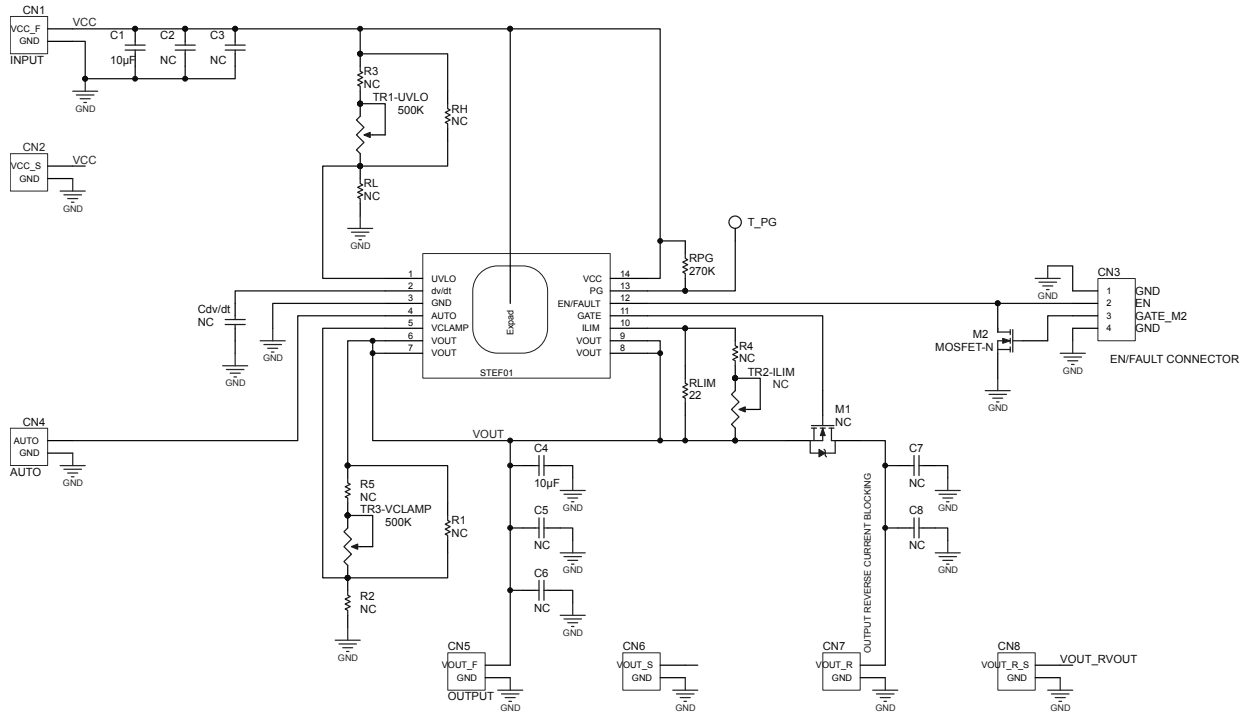 CN1
VCC_F
GND
INPUT
VCC
C1
10µF
C2
NC
C3
NC
GND
CN2
VCC_S
GND
VCC
GND
R3
NC
TR1-UVLO
500K
RH
NC
RL
NC
GND
T_PG
RPG
270K
1
2
3
4
5
6
7
UVLO
dv/dt
GND
AUTO
VCLAMP
VOUT
VOUT
Expad
STEF01
VCC
PG
EN/FAULT
GATE
ILIM
VOUT
VOUT
14
13
12
11
10
9
8
Cdv/dt
NC
GND
GND
CN3
1
2
3
4
GND
EN
GATE_M2
GND
GND
GND
EN/FAULT CONNECTOR
M2
MOSFET-N
GND
R4
NC
TR2-ILIM
NC
RLIM
22
M1
NC
CN4
AUTO
GND
AUTO
GND
VOUT
C4
10µF
GND
C5
NC
GND
C6
NC
GND
R5
NC
TR3-VCLAMP
500K
R1
NC
R2
NC
GND
OUTPUT REVERSE CURRENT BLOCKING
C7
NC
GND
C8
NC
GND
CN5
VOUT_F
GND
OUTPUT
GND
CN6
VOUT_S
GND
GND
CN7
VOUT_R
GND
GND
CN8
VOUT_R_S
GND
VOUT_RVOUT
GND